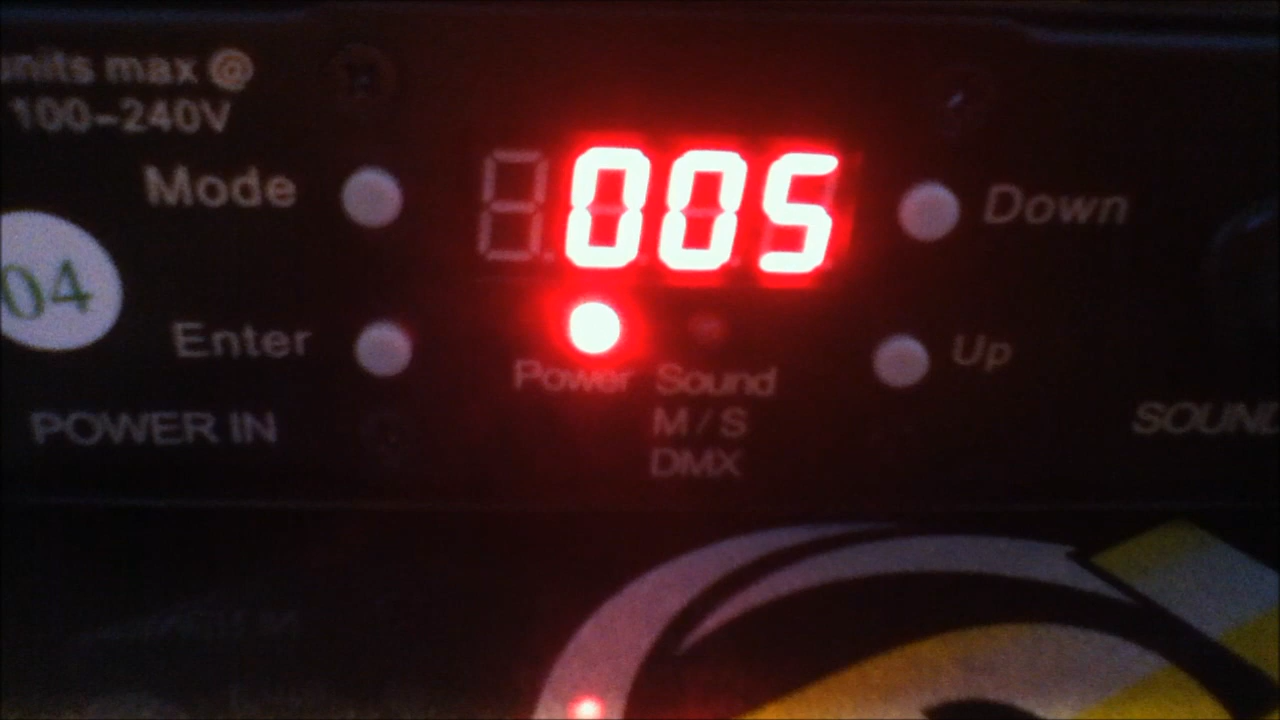 units max @
100-240V
Mode
005
Down
04
Enter
Power
Sound
Up
M/S
DMX
POWER IN
SOUND